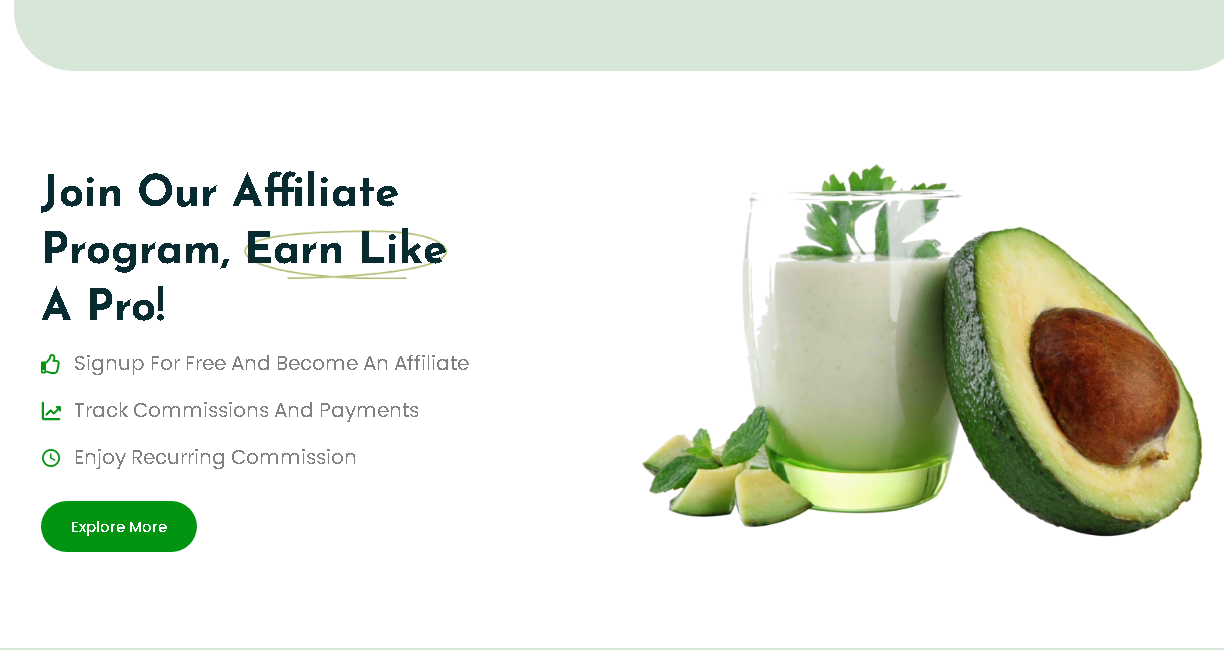 Join Our Affiliate
Program, Earn Like
A Pro!
Signup For Free And Become An Affiliate
Track Commissions And Payments
Enjoy Recurring Commission
Explore More